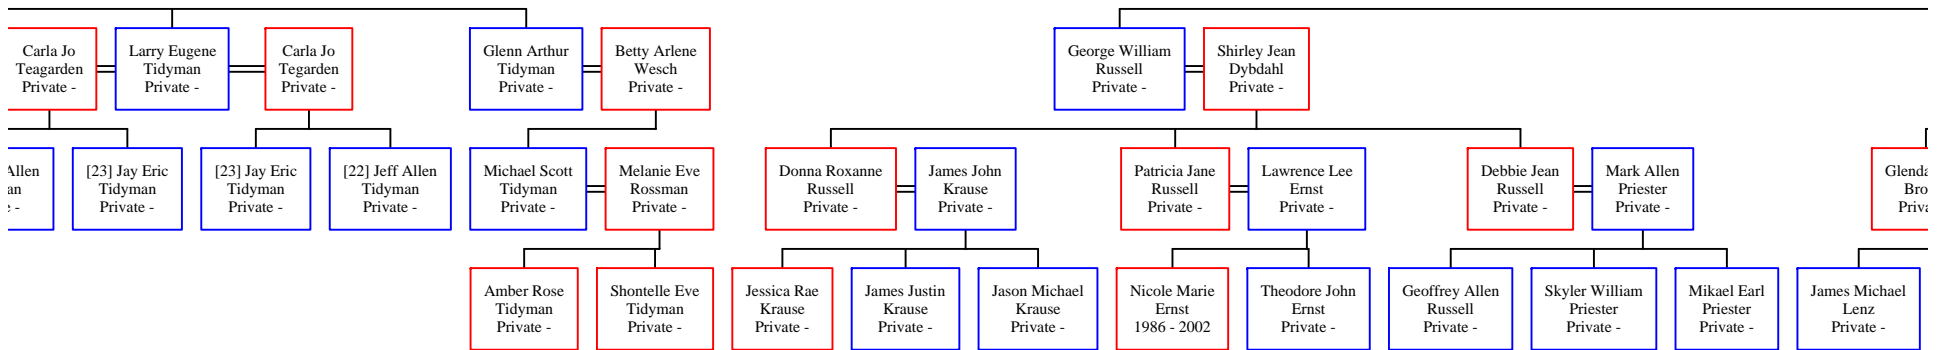 Carla Jo
Teagarden
Private -
Larry Eugene
Tidyman
Private -
Carla Jo
Tegarden
Private -
Glenn Arthur
Tidyman
Private -
Betty Arlene
Wesch
Private -
George William
Russell
Private -
Shirley Jean
Dybdahl
Private -
Allen
[23] Jay Eric
Tidyman
Private -
[23] Jay Eric
Tidyman
Private -
[22] Jeff Allen
Tidyman
Private -
Michael Scott
Tidyman
Private -
Melanie Eve
Rossman
Private -
Donna Roxanne
Russell
Private -
James John
Krause
Private -
Patricia Jane
Russell
Private -
Lawrence Lee
Ernst
Private -
Debbie Jean
Russell
Private -
Mark Allen
Priester
Private -
Glenda
Bro
Priva
Amber Rose
Tidyman
Private -
Shontelle Eve
Tidyman
Private -
Jessica Rae
Krause
Private -
James Justin
Krause
Private -
Jason Michael
Krause
Private -
Nicole Marie
Ernst
1986 - 2002
Theodore John
Ernst
Private -
Geoffrey Allen
Russell
Private -
Skyler William
Priester
Private -
Mikael Earl
Priester
Private -
James Michael
Lenz
Private -